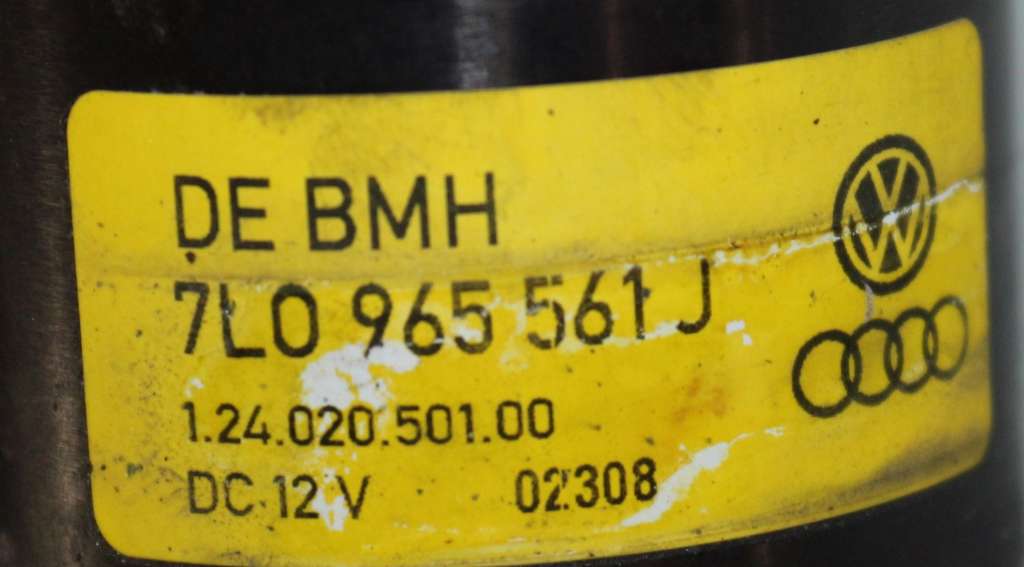 DE BMH
7L0 965 561 J
1.24.020.501.00
DC 12 V 02308